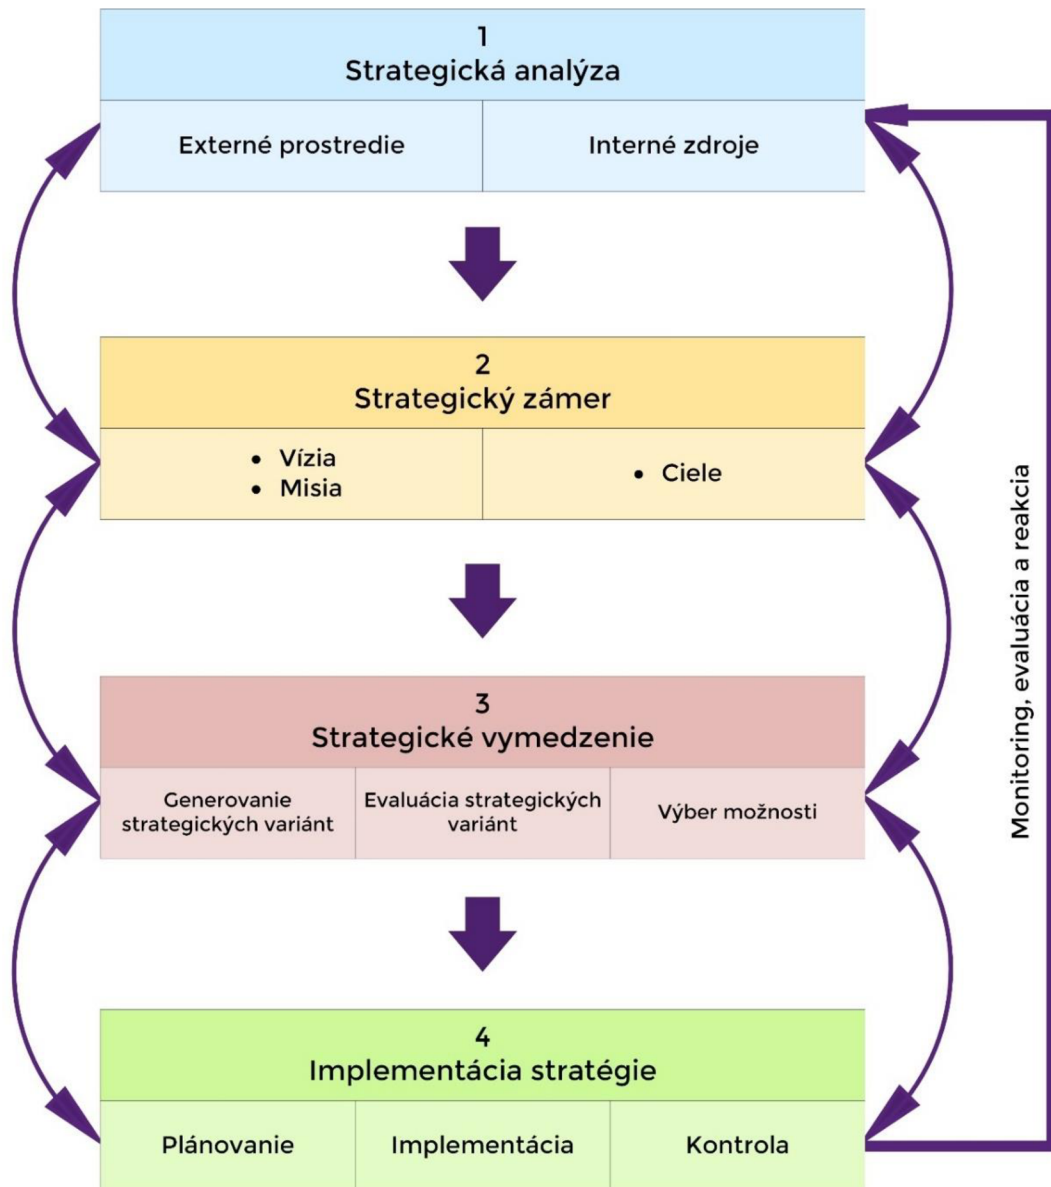 1
Strategická analýza
Externé prostredie
Interné zdroje
2
Strategický zámer
• Vízia
• Misia
• Ciele
3
Strategické vymedzenie
Generovanie
strategických variánt
Evaluácia strategických
variánt
Výber možnosti
4
Implementácia stratégie
Plánovanie
Implementácia
Kontrola
Monitoring, evaluácia a reakcia